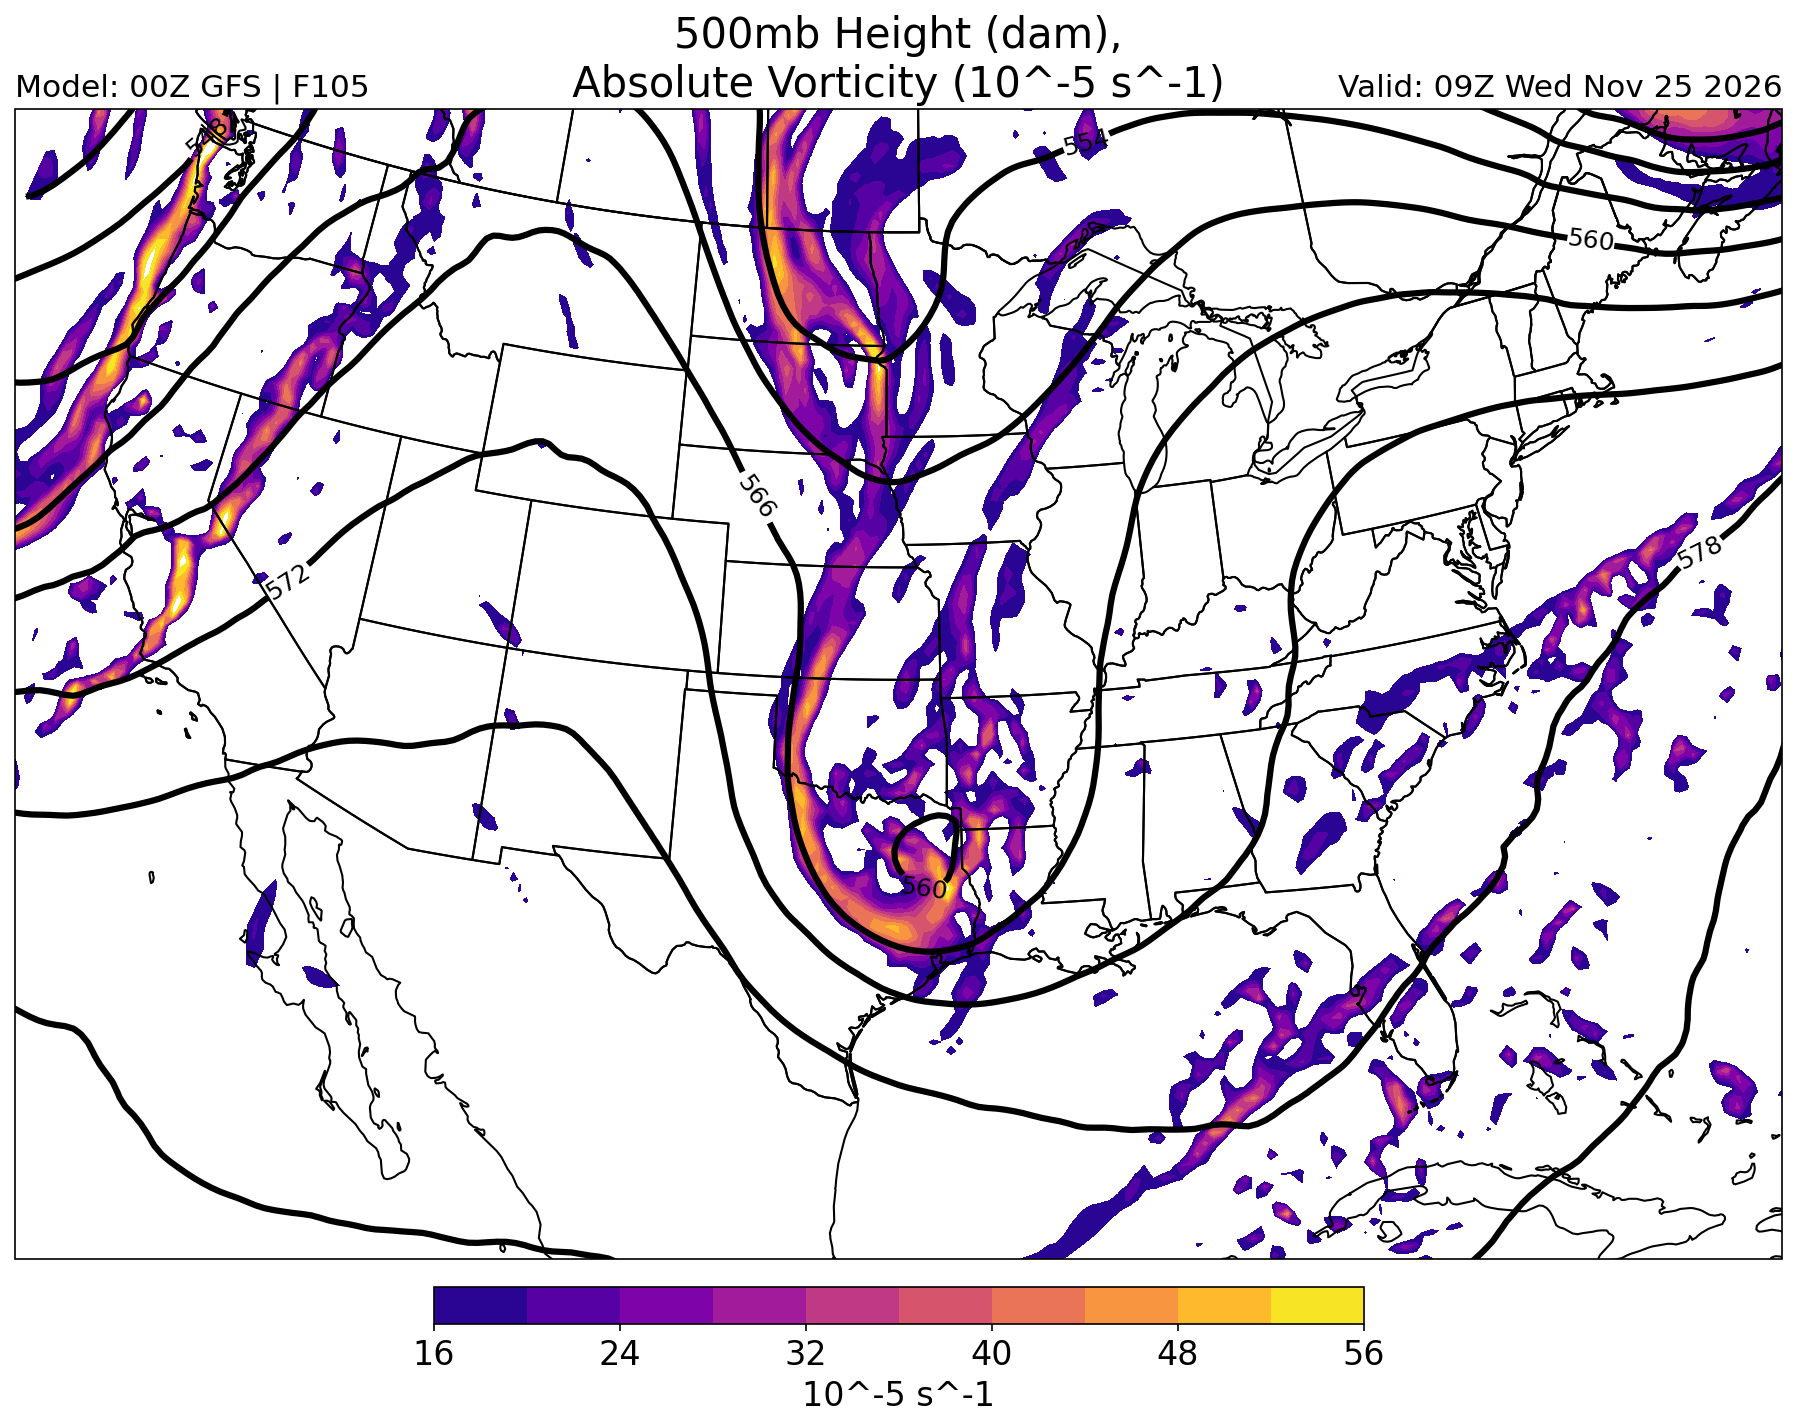 500mb Height (dam),
Absolute Vorticity (10^-5 s^-1)
Model: 00Z GFS | F105
Valid: 09Z Wed Nov 25 2026
548
554
560
566
572
578
560
16 24 32 40 48 56
10^-5 s^-1